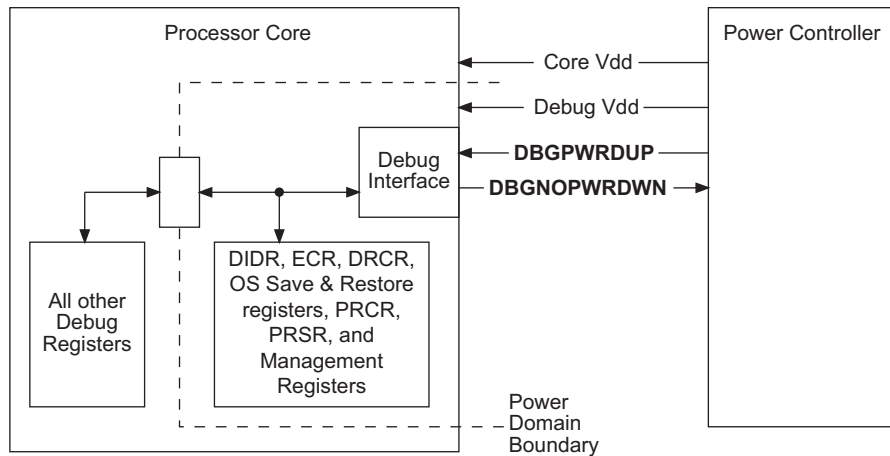 Processor Core
Power Controller
Core Vdd
Debug Vdd
DBGPWRDUP
DBGNOPWRDWN
Debug
Interface
All other
Debug
Registers
DIDR, ECR, DRCR,
OS Save & Restore
registers, PRCR,
PRSR, and
Management
Registers
Power
Domain
Boundary